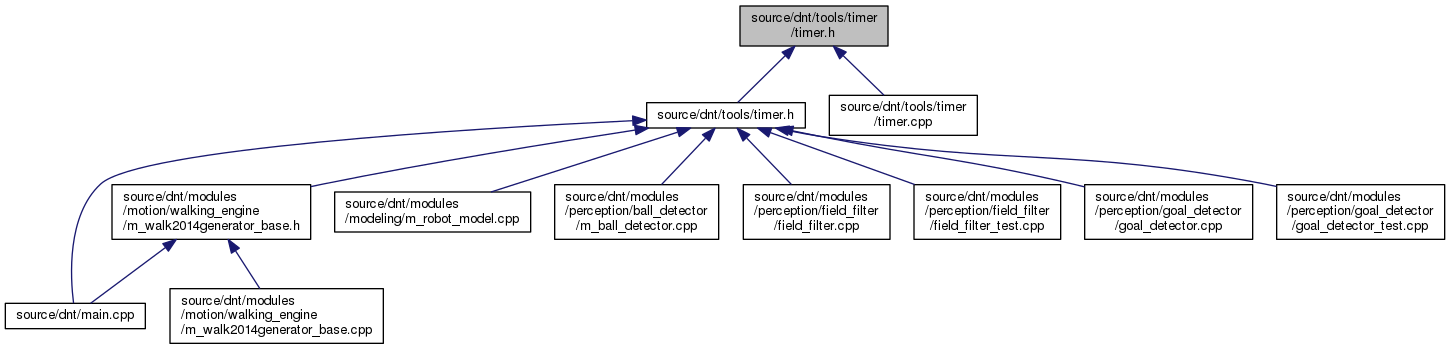 source/dnt/tools/timer
/timer.h
source/dnt/tools/timer.h
source/dnt/tools/timer
/timer.cpp
source/dnt/modules
/motion/walking_engine
/m_walk2014generator_base.h
source/dnt/modules
/modeling/m_robot_model.cpp
source/dnt/modules
/perception/ball_detector
/m_ball_detector.cpp
source/dnt/modules
/perception/field_filter
/field_filter.cpp
source/dnt/modules
/perception/field_filter
/field_filter_test.cpp
source/dnt/modules
/perception/goal_detector
/goal_detector.cpp
source/dnt/modules
/perception/goal_detector
/goal_detector_test.cpp
source/dnt/main.cpp
source/dnt/modules
/motion/walking_engine
/m_walk2014generator_base.cpp